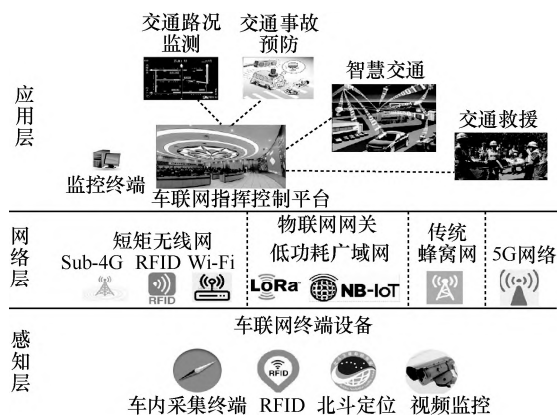 交通路况
监测
交通事故
预防
智慧交通
交通救援
应用层
监控终端
车联网指挥控制平台
网络层
短矩无线网
Sub-4G RFID Wi-Fi
RFID
物联网网关
低功耗广域网
LoRa NB-IoT
传统
蜂窝网
5G网络
感知层
车联网终端设备
RFID
车内采集终端 RFID 北斗定位 视频监控